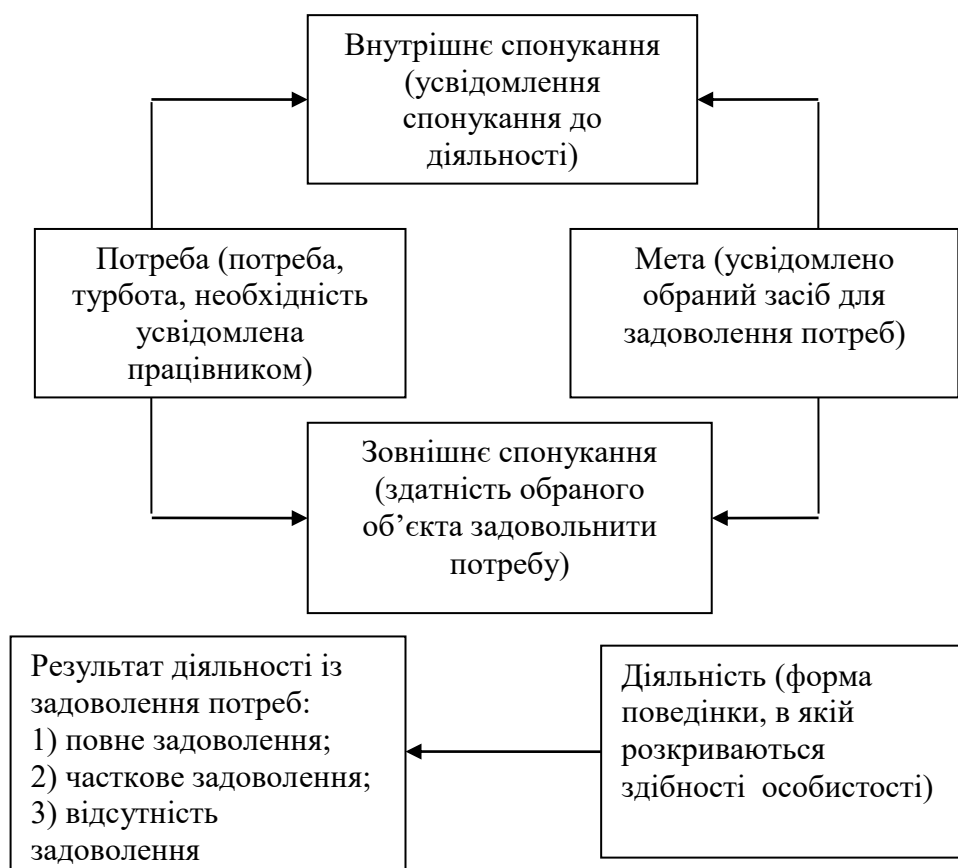 Внутрішнє спонукання
(усвідомлення
спонукання до
діяльності)
Потреба (потреба,
турбота, необхідність
усвідомлена
працівником)
Мета (усвідомлено
обраний засіб для
задоволення потреб)
Зовнішнє спонукання
(здатність обраного
об’єкта задовольнити
потребу)
Результат діяльності із
задоволення потреб:
1) повне задоволення;
2) часткове задоволення;
3) відсутність
задоволення
Діяльність (форма
поведінки, в якій
розкриваються
здібності особистості)